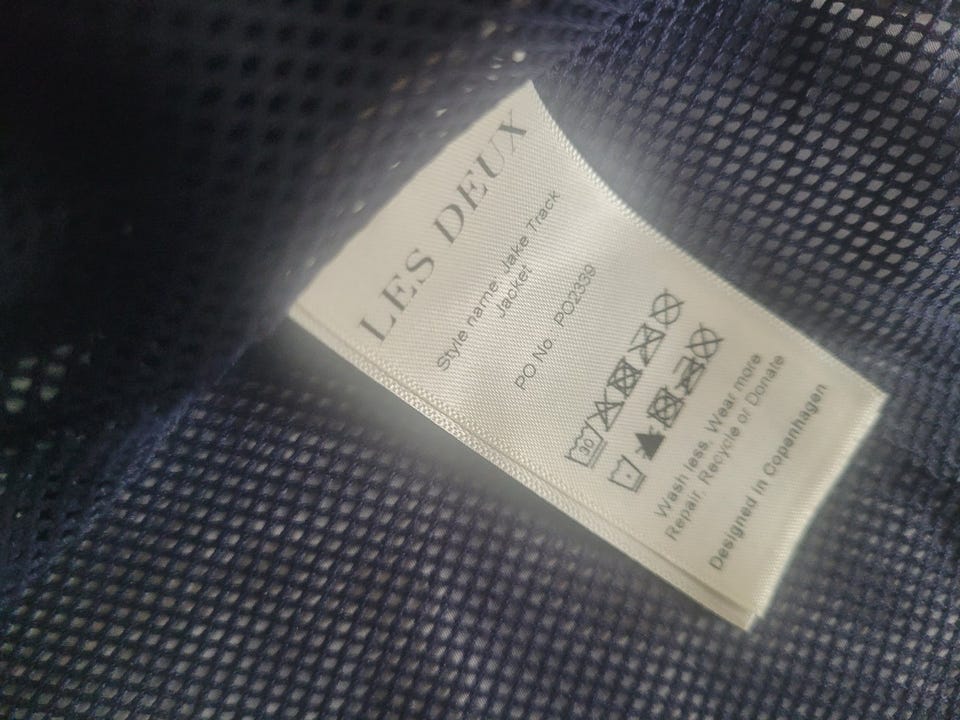 LES DEUX
Style name: Jake Track
Jacket
PO No.: PO2339
30
Wash less. Wear more
Repair. Recycle or Donate
Designed in Copenhagen